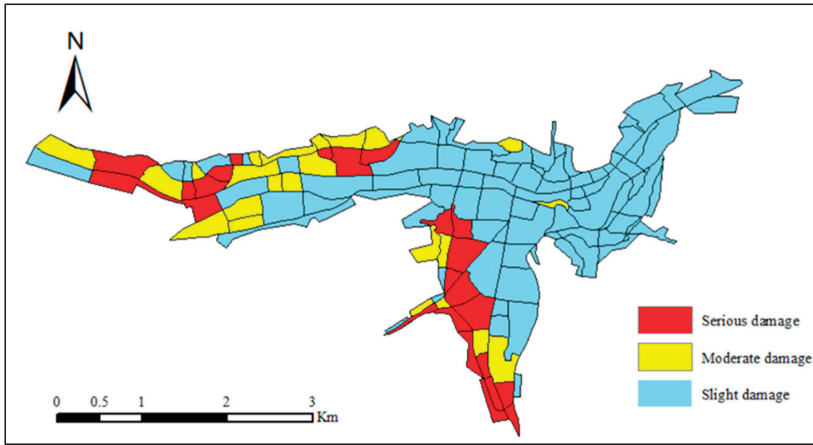 N
Serious damage
Moderate damage
Slight damage
0 0.5 1 2 3
Km